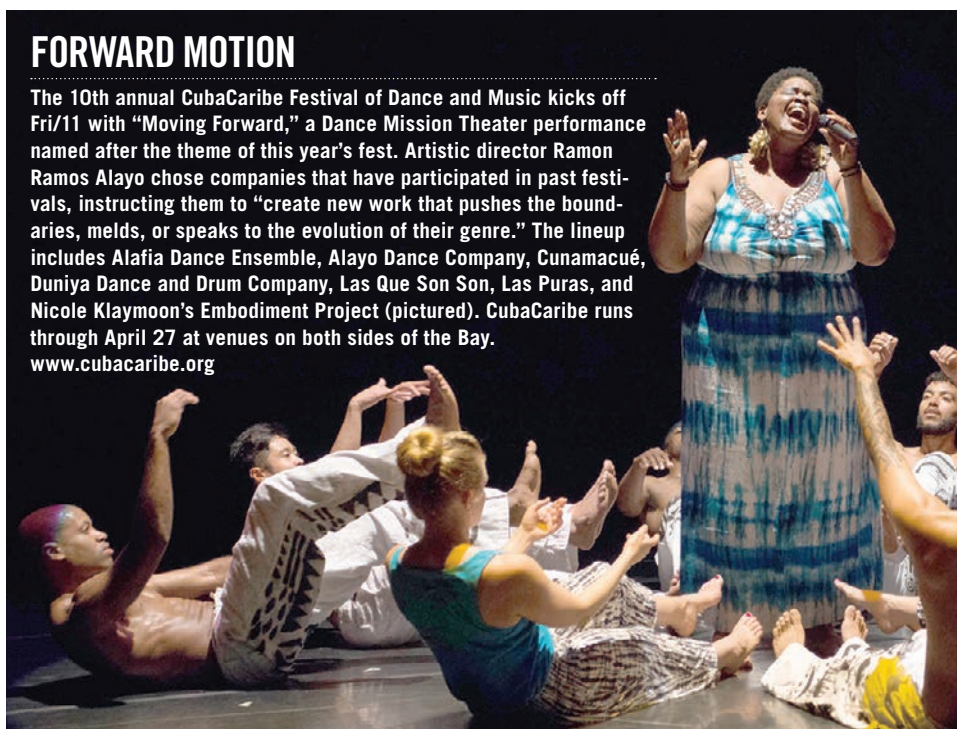 FORWARD MOTION
The 10th annual CubaCaribe Festival of Dance and Music kicks off
Fri/11 with “Moving Forward,” a Dance Mission Theater performance
named after the theme of this year’s fest. Artistic director Ramon
Ramos Alayo chose companies that have participated in past festi-
vals, instructing them to “create new work that pushes the bound-
aries, melds, or speaks to the evolution of their genre.” The lineup
includes Alafia Dance Ensemble, Alayo Dance Company, Cunamacué,
Duniya Dance and Drum Company, Las Que Son Son, Las Puras, and
Nicole Klaymoon’s Embodiment Project (pictured). CubaCaribe runs
through April 27 at venues on both sides of the Bay.
www.cubacaribe.org